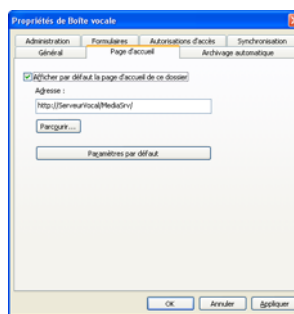 Propriétés de Boîte vocale
Administration Formulaires Autorisations d'accès Synchronisation
Général Page d'accueil Archivage automatique
Afficher par défaut la page d'accueil de ce dossier
Adresse :
http://ServeurVocal/MediaSrv/
Parcourir...
Paramètres par défaut
OK Annuler Appliquer